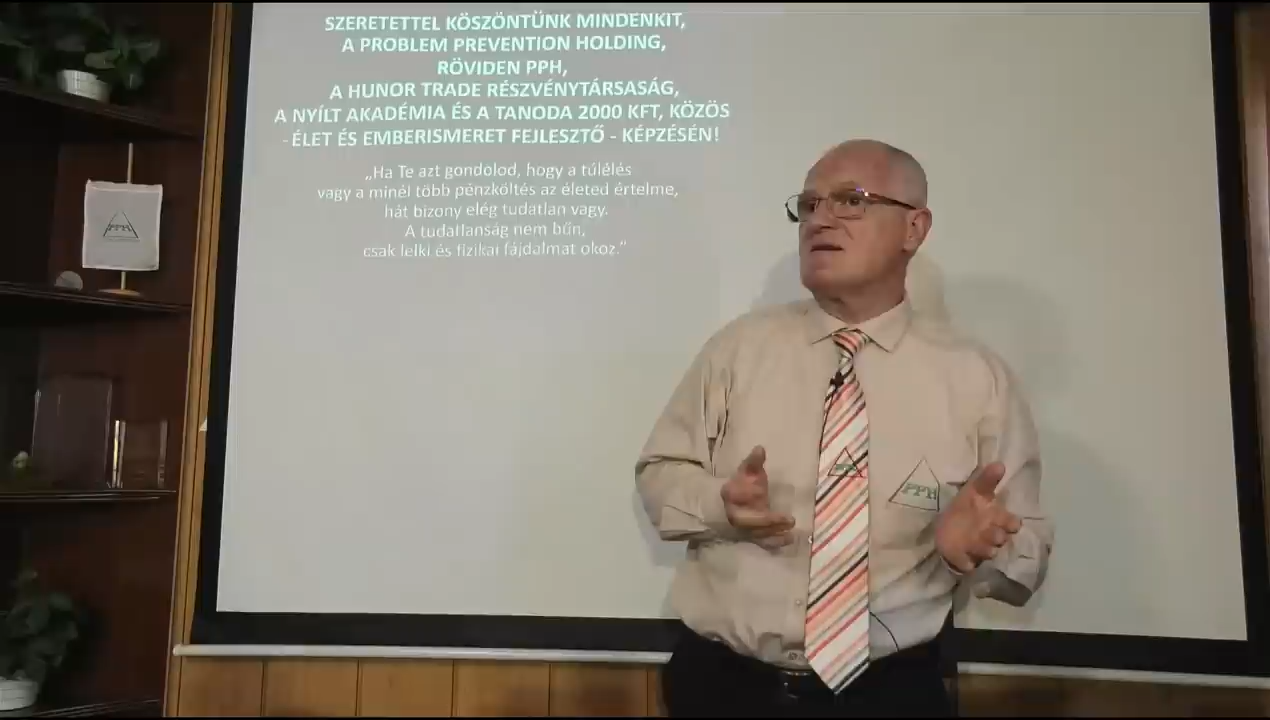 SZERETETTEL KÖSZÖNTÜNK MINDENKIT,
A PROBLEM PREVENTION HOLDING,
RÖVIDEN PPH,
A HUNOR TRADE RÉSZVÉNYTÁRSASÁG,
A NYÍLT AKADÉMIA ÉS A TANODA 2000 KFT, KÖZÖS
- ÉLET ÉS EMBERISMERET FEJLESZTŐ - KÉPZÉSÉN!
„Ha Te azt gondolod, hogy a túlélés
vagy a minél több pénzköltés az életed értelme,
hát bizony elég tudatlan vagy.
A tudatlanság nem bűn,
csak lelki és fizikai fájdalmat okoz.”
PPH
PPH
PPH